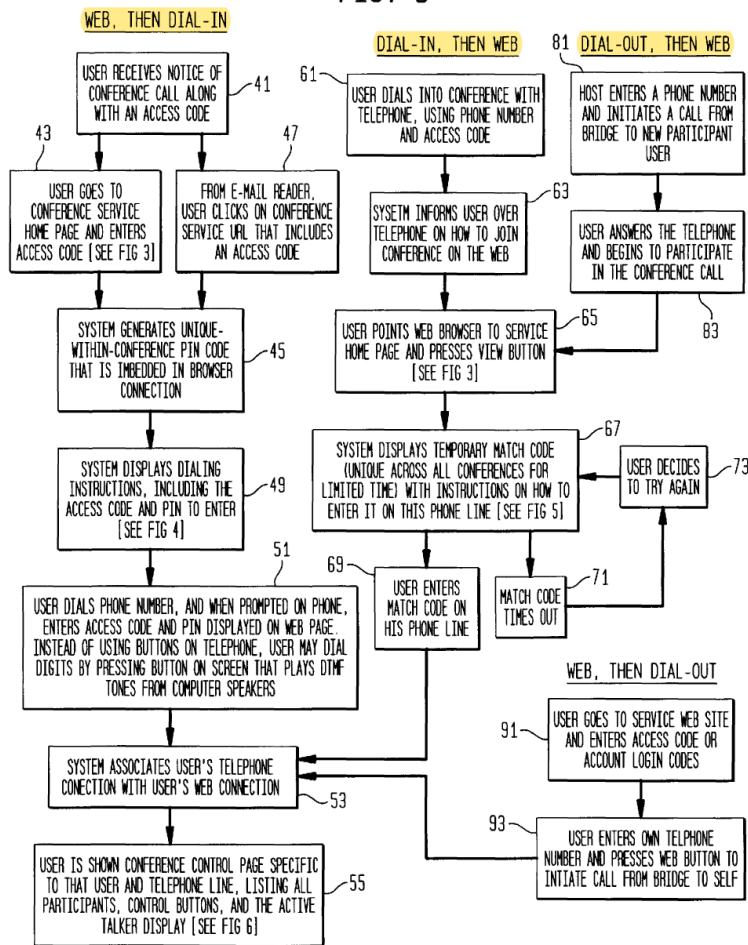 WEB, THEN DIAL-IN
USER RECEIVES NOTICE OF
CONFERENCE CALL ALONG
WITH AN ACCESS CODE
41
43
USER GOES TO
CONFERENCE SERVICE
HOME PAGE AND ENTERS
ACCESS CODE [SEE FIG 3]
47
FROM E-MAIL READER,
USER CLICKS ON CONFERENCE
SERVICE URL THAT INCLUDES
AN ACCESS CODE
SYSTEM GENERATES UNIQUE-
WITHIN-CONFERENCE PIN CODE
THAT IS IMBEDDED IN BROWSER
CONNECTION
45
SYSTEM DISPLAYS DIALING
INSTRUCTIONS, INCLUDING THE
ACCESS CODE AND PIN TO ENTER
[SEE FIG 4]
49
51
USER DIALS PHONE NUMBER, AND WHEN PROMPTED ON PHONE,
ENTERS ACCESS CODE AND PIN DISPLAYED ON WEB PAGE.
INSTEAD OF USING BUTTONS ON TELEPHONE, USER MAY DIAL
DIGITS BY PRESSING BUTTON ON SCREEN THAT PLAYS DTMF
TONES FROM COMPUTER SPEAKERS
SYSTEM ASSOCIATES USER'S TELEPHONE
CONECTION WITH USER'S WEB CONNECTION
53
USER IS SHOWN CONFERENCE CONTROL PAGE SPECIFIC
TO THAT USER AND TELEPHONE LINE, LISTING ALL
PARTICIPANTS, CONTROL BUTTONS, AND THE ACTIVE
TALKER DISPLAY [SEE FIG 6]
55
DIAL-IN, THEN WEB
61
USER DIALS INTO CONFERENCE WITH
TELEPHONE, USING PHONE NUMBER
AND ACCESS CODE
63
SYSETM INFORMS USER OVER
TELEPHONE ON HOW TO JOIN
CONFERENCE ON THE WEB
65
USER POINTS WEB BROWSER TO SERVICE
HOME PAGE AND PRESSES VIEW BUTTON
[SEE FIG 3]
67
SYSTEM DISPLAYS TEMPORARY MATCH CODE
(UNIQUE ACROSS ALL CONFERENCES FOR
LIMITED TIME) WITH INSTRUCTIONS ON HOW TO
ENTER IT ON THIS PHONE LINE [SEE FIG 5]
69
USER ENTERS
MATCH CODE ON
HIS PHONE LINE
71
MATCH CODE
TIMES OUT
USER DECIDES
TO TRY AGAIN
73
DIAL-OUT, THEN WEB
81
HOST ENTERS A PHONE NUMBER
AND INITIATES A CALL FROM
BRIDGE TO NEW PARTICIPANT
USER
USER ANSWERS THE TELEPHONE
AND BEGINS TO PARTICIPATE
IN THE CONFERENCE CALL
83
WEB, THEN DIAL-OUT
91
USER GOES TO SERVICE WEB SITE
AND ENTERS ACCESS CODE OR
ACCOUNT LOGIN CODES
93
USER ENTERS OWN TELPHONE
NUMBER AND PRESSES WEB BUTTON TO
INTIATE CALL FROM BRIDGE TO SELF